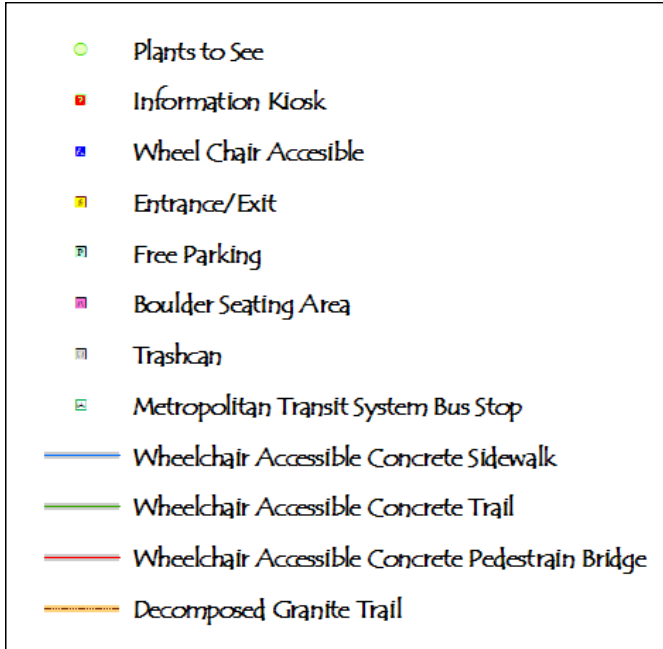 Plants to See
Information Kiosk
Wheel Chair Accesible
Entrance/Exit
Free Parking
Boulder Seating Area
Trashcan
Metropolitan Transit System Bus Stop
Wheelchair Accessible Concrete Sidewalk
Wheelchair Accessible Concrete Trail
Wheelchair Accessible Concrete Pedestrain Bridge
Decomposed Granite Trail